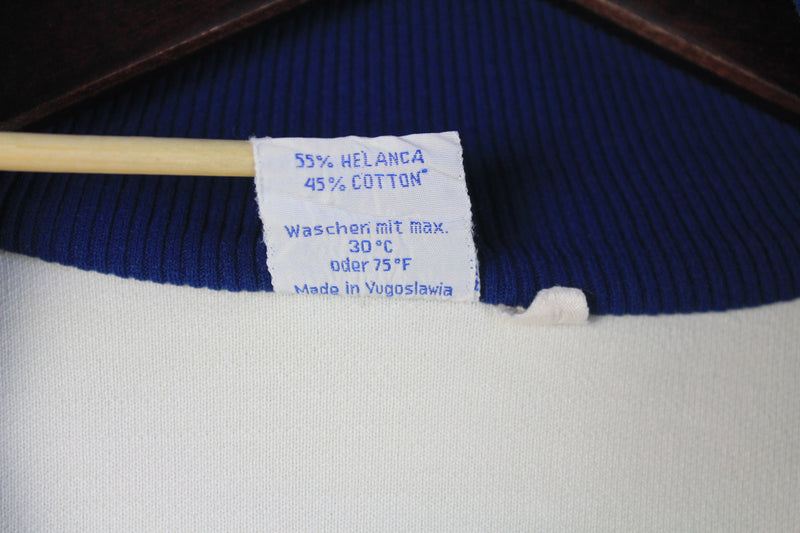 55% HELANCA
45% COTTON°
Waschen mit max.
30°C
oder 75°F
Made in Yugoslawia